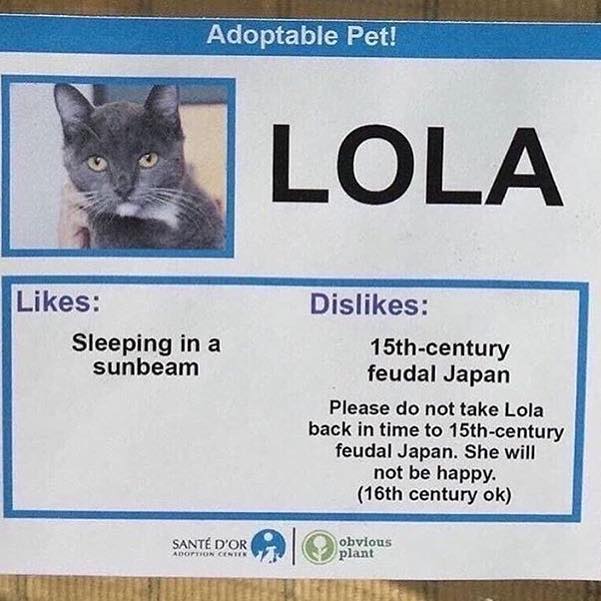 Adoptable Pet!
LOLA
Likes:
Sleeping in a
sunbeam
Dislikes:
15th-century
feudal Japan
Please do not take Lola
back in time to 15th-century
feudal Japan. She will
not be happy.
(16th century ok)
SANTÉ D'OR
ADOPTION CENTER
obvious
plant